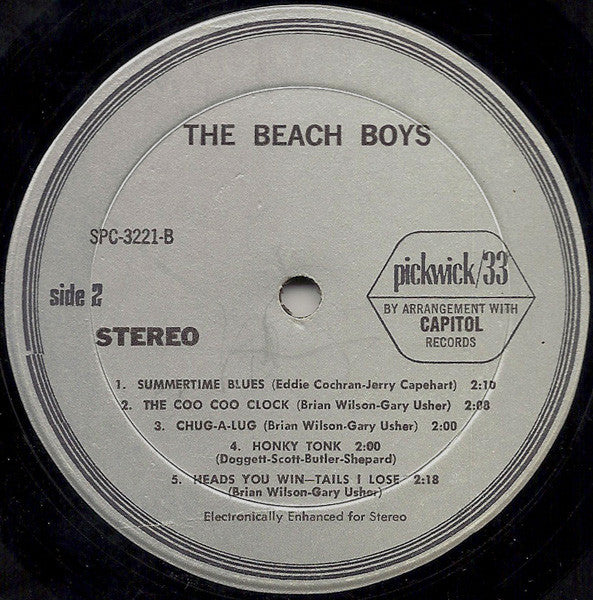 THE BEACH BOYS
SPC-3221-B
side 2
STEREO
pickwick/33
BY ARRANGEMENT WITH
CAPITOL
RECORDS
1. SUMMERTIME BLUES (Eddie Cochran-Jerry Capehart) 2:10
2. THE COO COO CLOCK (Brian Wilson-Gary Usher) 2:08
3. CHUG-A-LUG (Brian Wilson-Gary Usher) 2:00
4. HONKY TONK 2:00
(Doggett-Scott-Butler-Shepard)
5. HEADS YOU WIN—TAILS I LOSE 2:18
(Brian Wilson-Gary Usher)
Electronically Enhanced for Stereo